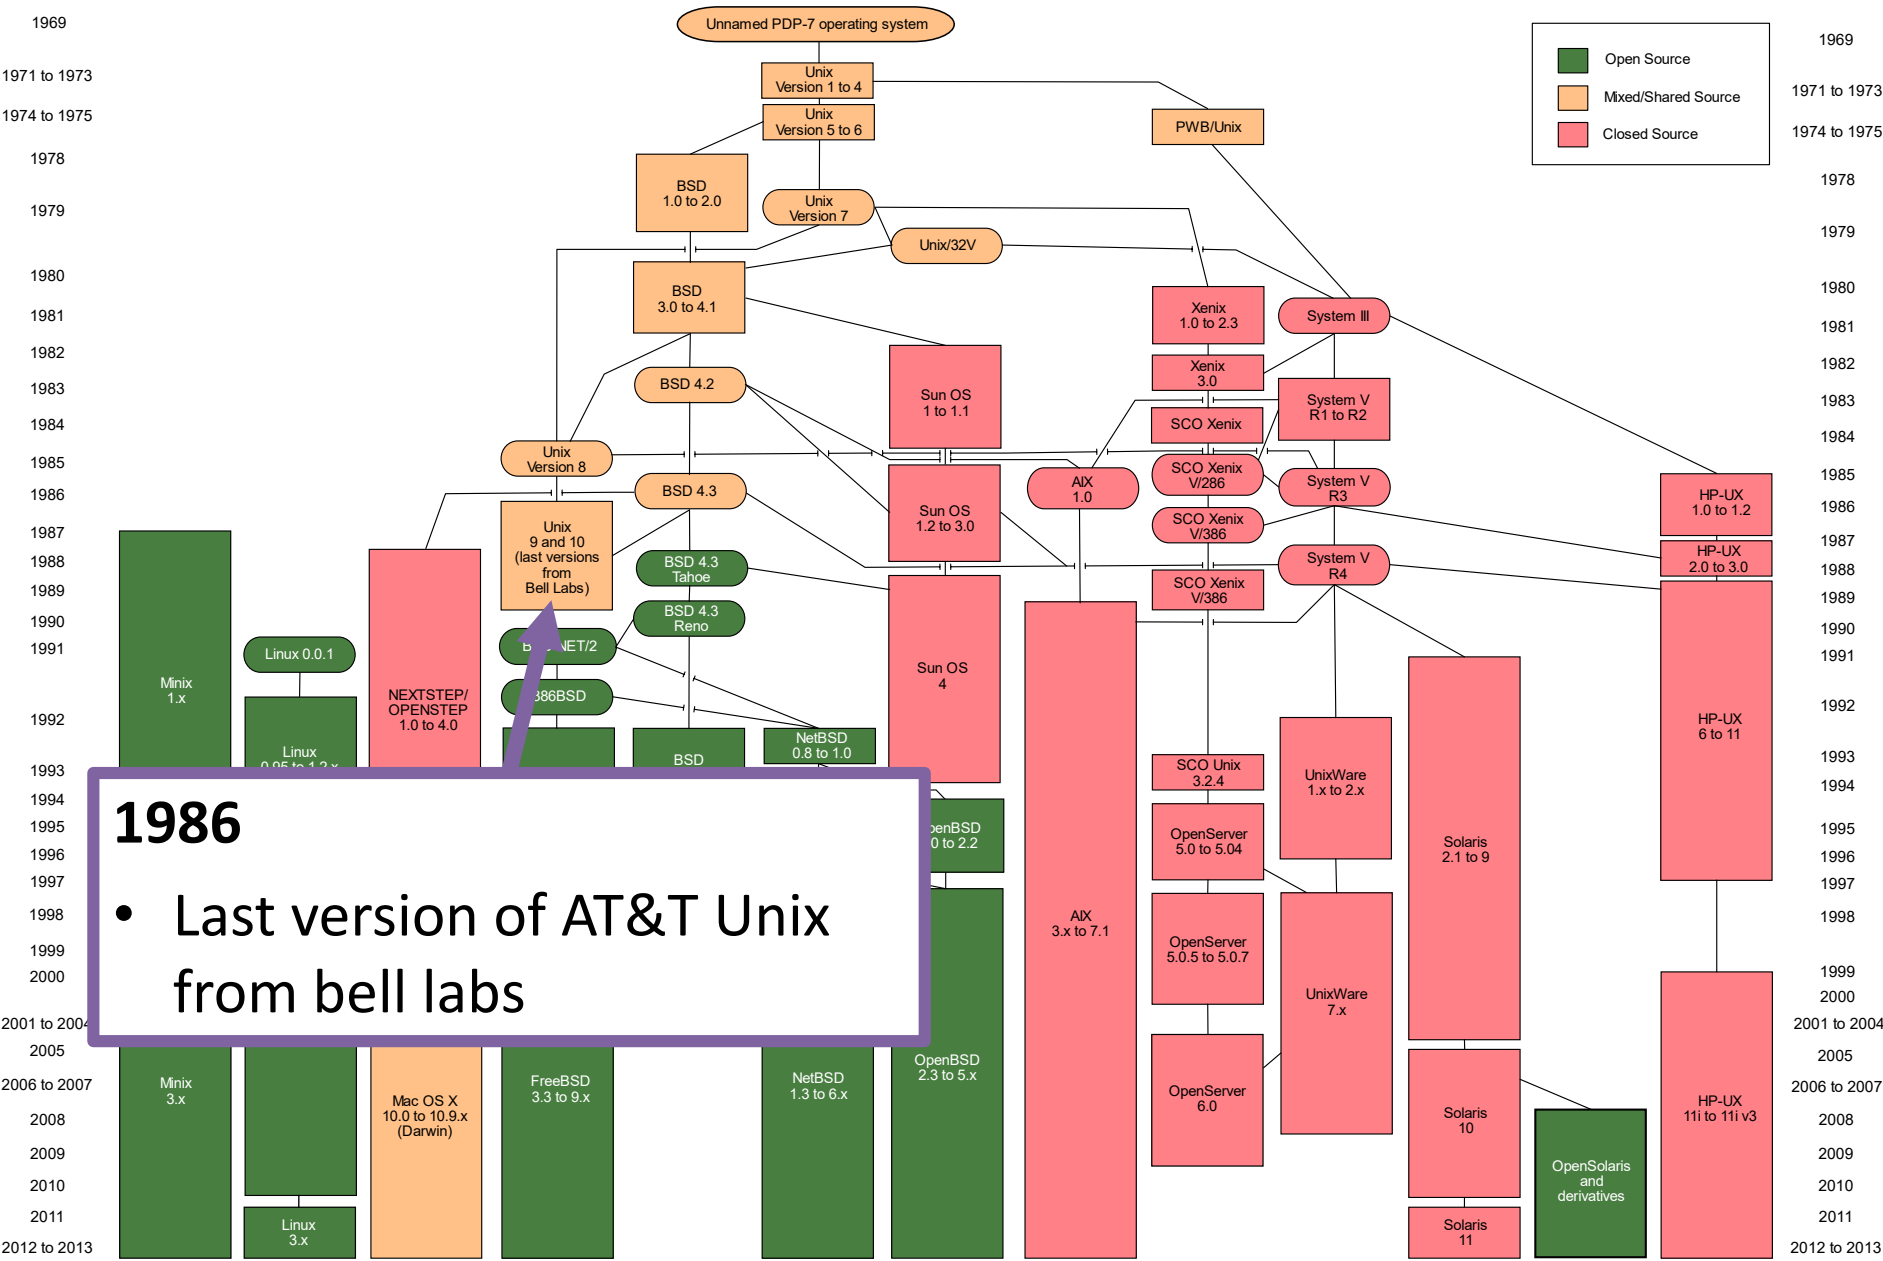 1969
1971 to 1973
1974 to 1975
1978
1979
1980
1981
1982
1983
1984
1985
1986
1987
1988
1989
1990
1991
1992
1993
1994
1995
1996
1997
1998
1999
2000
2001 to 2004
2005
2006 to 2007
2008
2009
2010
2011
2012 to 2013
Unnamed PDP-7 operating system
Unix
Version 1 to 4
Unix
Version 5 to 6
PWB/Unix
BSD
1.0 to 2.0
Unix
Version 7
Unix/32V
BSD
3.0 to 4.1
Xenix
1.0 to 2.3
System III
Sun OS
1 to 1.1
Xenix
3.0
BSD 4.2
System V
R1 to R2
SCO Xenix
Unix
Version 8
SCO Xenix
V/286
AIX
1.0
System V
R3
BSD 4.3
Sun OS
1.2 to 3.0
HP-UX
1.0 to 1.2
Unix
9 and 10
(last versions
from
Bell Labs)
SCO Xenix
V/386
HP-UX
2.0 to 3.0
BSD 4.3
Tahoe
System V
R4
SCO Xenix
V/386
BSD 4.3
Reno
NET/2
Linux 0.0.1
Minix
1.x
NEXTSTEP/
OPENSTEP
1.0 to 4.0
86BSD
Sun OS
4
HP-UX
6 to 11
Linux
BSD
NetBSD
0.8 to 1.0
SCO Unix
3.2.4
UnixWare
1.x to 2.x
OpenServer
5.0 to 5.04
Solaris
2.1 to 9
penBSD
0 to 2.2
AIX
3.x to 7.1
OpenServer
5.0.5 to 5.0.7
UnixWare
7.x
1986
• Last version of AT&T Unix
from bell labs
Minix
3.x
Mac OS X
10.0 to 10.9.x
(Darwin)
FreeBSD
3.3 to 9.x
NetBSD
1.3 to 6.x
OpenBSD
2.3 to 5.x
OpenServer
6.0
Solaris
10
HP-UX
11i to 11i v3
OpenSolaris
and
derivatives
Linux
3.x
Solaris
11
Open Source
Mixed/Shared Source
Closed Source
1969
1971 to 1973
1974 to 1975
1978
1979
1980
1981
1982
1983
1984
1985
1986
1987
1988
1989
1990
1991
1992
1993
1994
1995
1996
1997
1998
1999
2000
2001 to 2004
2005
2006 to 2007
2008
2009
2010
2011
2012 to 2013